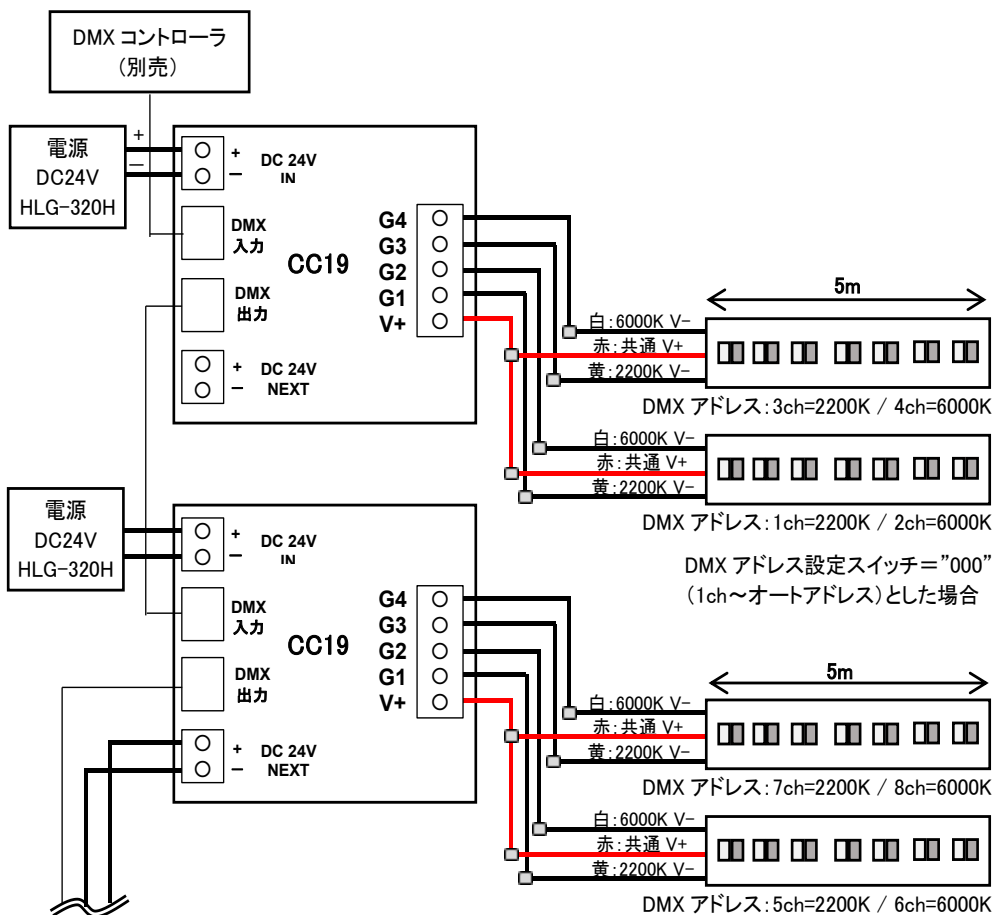 DMX コントローラ
(別売)
電源
DC24V
HLG-320H
+
−
+
−
DC 24V
IN
DMX
入力
DMX
出力
+
−
DC 24V
NEXT
CC19
G4
G3
G2
G1
V+
5m
白:6000K V-
赤:共通 V+
黄:2200K V-
DMX アドレス:3ch=2200K / 4ch=6000K
白:6000K V-
赤:共通 V+
黄:2200K V-
DMX アドレス:1ch=2200K / 2ch=6000K
DMX アドレス設定スイッチ="000"
(1ch~オートアドレス)とした場合
電源
DC24V
HLG-320H
+
−
DC 24V
IN
DMX
入力
DMX
出力
+
−
DC 24V
NEXT
CC19
G4
G3
G2
G1
V+
5m
白:6000K V-
赤:共通 V+
黄:2200K V-
DMX アドレス:7ch=2200K / 8ch=6000K
白:6000K V-
赤:共通 V+
黄:2200K V-
DMX アドレス:5ch=2200K / 6ch=6000K